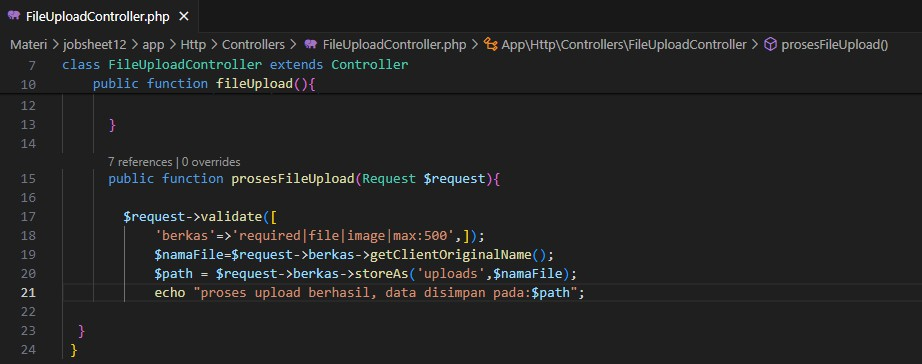 FileUploadController.php ×
Materi > jobsheet12 > app > Http > Controllers > FileUploadController.php > App\Http\Controllers\FileUploadController > prosesFileUpload()
7 class FileUploadController extends Controller
10 public function fileUpload(){
12
13 }
14
7 references | 0 overrides
15 public function prosesFileUpload(Request $request){
16
17 $request->validate([
18 'berkas'=>'required|file|image|max:500',]);
19 $namaFile=$request->berkas->getClientOriginalName();
20 $path = $request->berkas->storeAs('uploads',$namaFile);
21 echo "proses upload berhasil, data disimpan pada:$path";
22
23 }
24 }